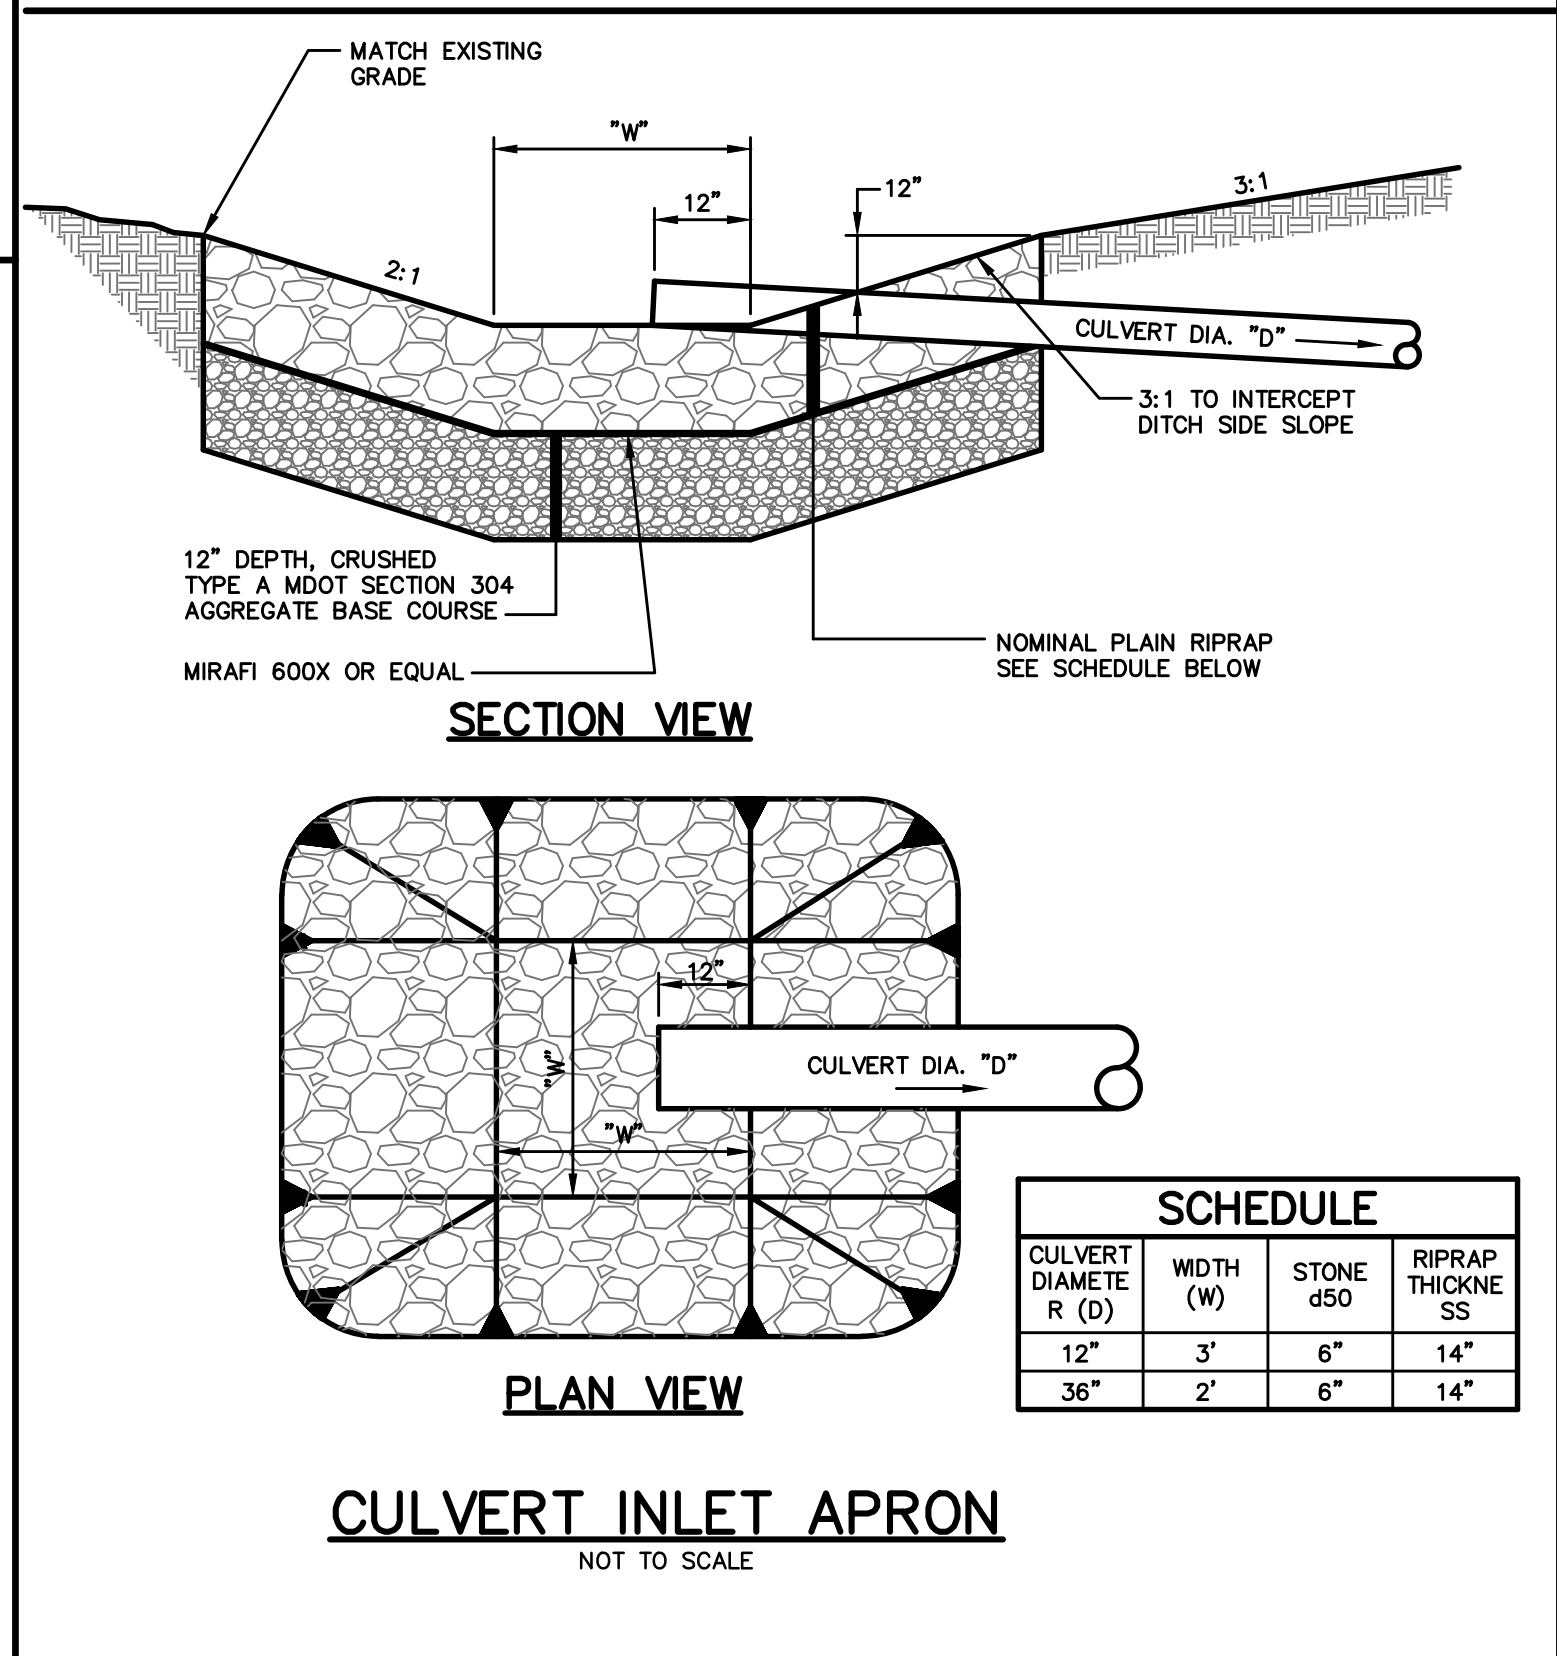 MATCH EXISTING
GRADE
"W"
12"
12"
3:1
2:1
CULVERT DIA. "D"
3:1 TO INTERCEPT
DITCH SIDE SLOPE
12" DEPTH, CRUSHED
TYPE A MDOT SECTION 304
AGGREGATE BASE COURSE
MIRAFI 600X OR EQUAL
NOMINAL PLAIN RIPRAP
SEE SCHEDULE BELOW
SECTION VIEW
12"
"W"
CULVERT DIA. "D"
"W"
PLAN VIEW
SCHEDULE
CULVERT
DIAMETE
R (D)
WIDTH
(W)
STONE
d50
RIPRAP
THICKNE
SS
12" 3' 6" 14"
36" 2' 6" 14"
CULVERT INLET APRON
NOT TO SCALE